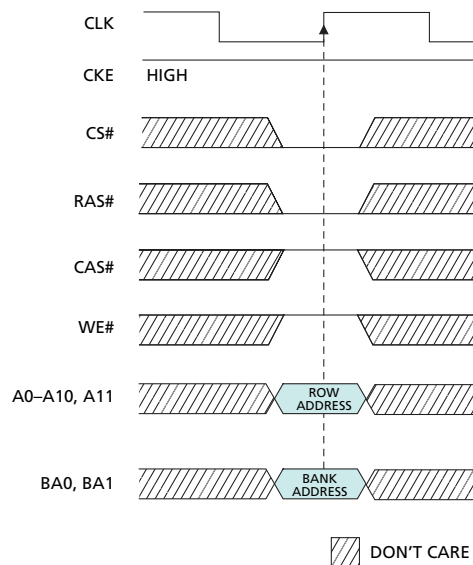 CLK
CKE HIGH
CS#
RAS#
CAS#
WE#
A0–A10, A11 ROW
ADDRESS
BA0, BA1 BANK
ADDRESS
DON'T CARE